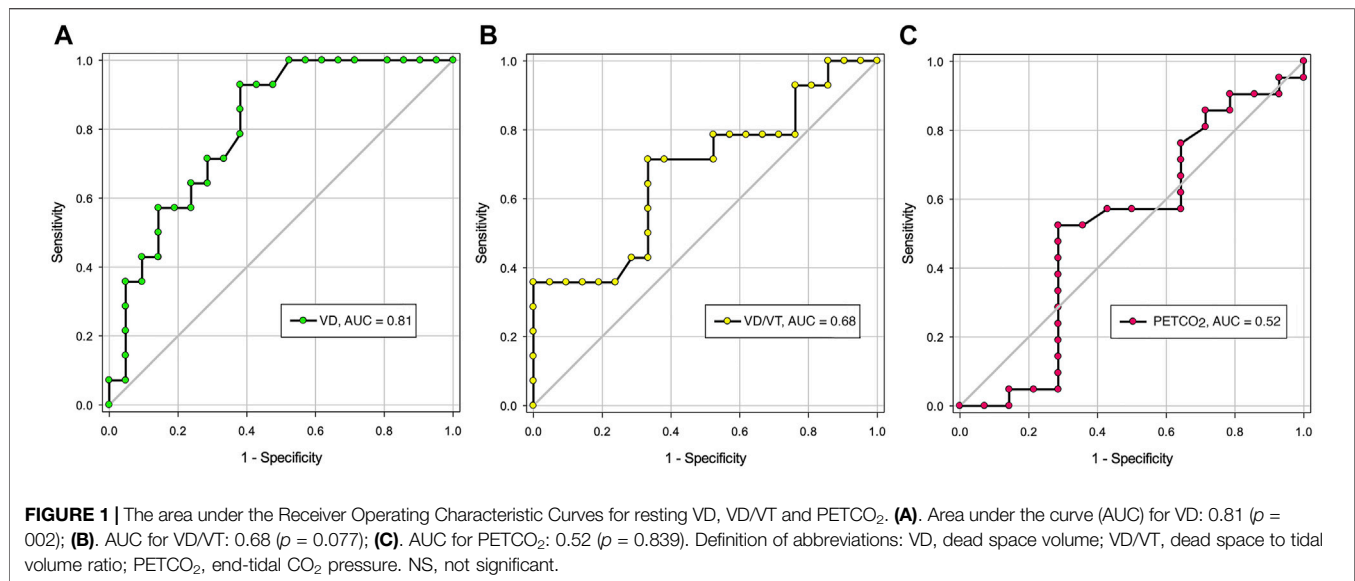 A
1.0
0.8
0.6
0.4
0.2
0.0
Sensitivity
VD, AUC = 0.81
0.0 0.2 0.4 0.6 0.8 1.0
1 - Specificity
B
1.0
0.8
0.6
0.4
0.2
0.0
Sensitivity
VD/VT, AUC = 0.68
0.0 0.2 0.4 0.6 0.8 1.0
1 - Specificity
C
1.0
0.8
0.6
0.4
0.2
0.0
Sensitivity
PETCO₂, AUC = 0.52
0.0 0.2 0.4 0.6 0.8 1.0
1 - Specificity
FIGURE 1 | The area under the Receiver Operating Characteristic Curves for resting VD, VD/VT and PETCO₂. (A). Area under the curve (AUC) for VD: 0.81 (p =
002); (B). AUC for VD/VT: 0.68 (p = 0.077); (C). AUC for PETCO₂: 0.52 (p = 0.839). Definition of abbreviations: VD, dead space volume; VD/VT, dead space to tidal
volume ratio; PETCO₂, end-tidal CO₂ pressure. NS, not significant.